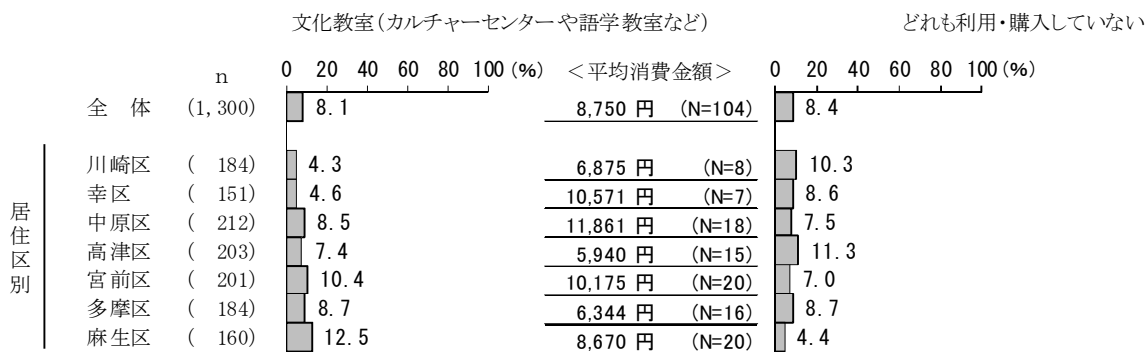 文化教室（カルチャーセンターや語学教室など） どれも利用・購入していない
n 0 20 40 60 80 100 (%) ＜平均消費金額＞ 0 20 40 60 80 100 (%)
全 体 (1,300) 8.1 8,750 円 (N=104) 8.4
居住区別
川崎区 ( 184) 4.3 6,875 円 (N=8) 10.3
幸区 ( 151) 4.6 10,571 円 (N=7) 8.6
中原区 ( 212) 8.5 11,861 円 (N=18) 7.5
高津区 ( 203) 7.4 5,940 円 (N=15) 11.3
宮前区 ( 201) 10.4 10,175 円 (N=20) 7.0
多摩区 ( 184) 8.7 6,344 円 (N=16) 8.7
麻生区 ( 160) 12.5 8,670 円 (N=20) 4.4